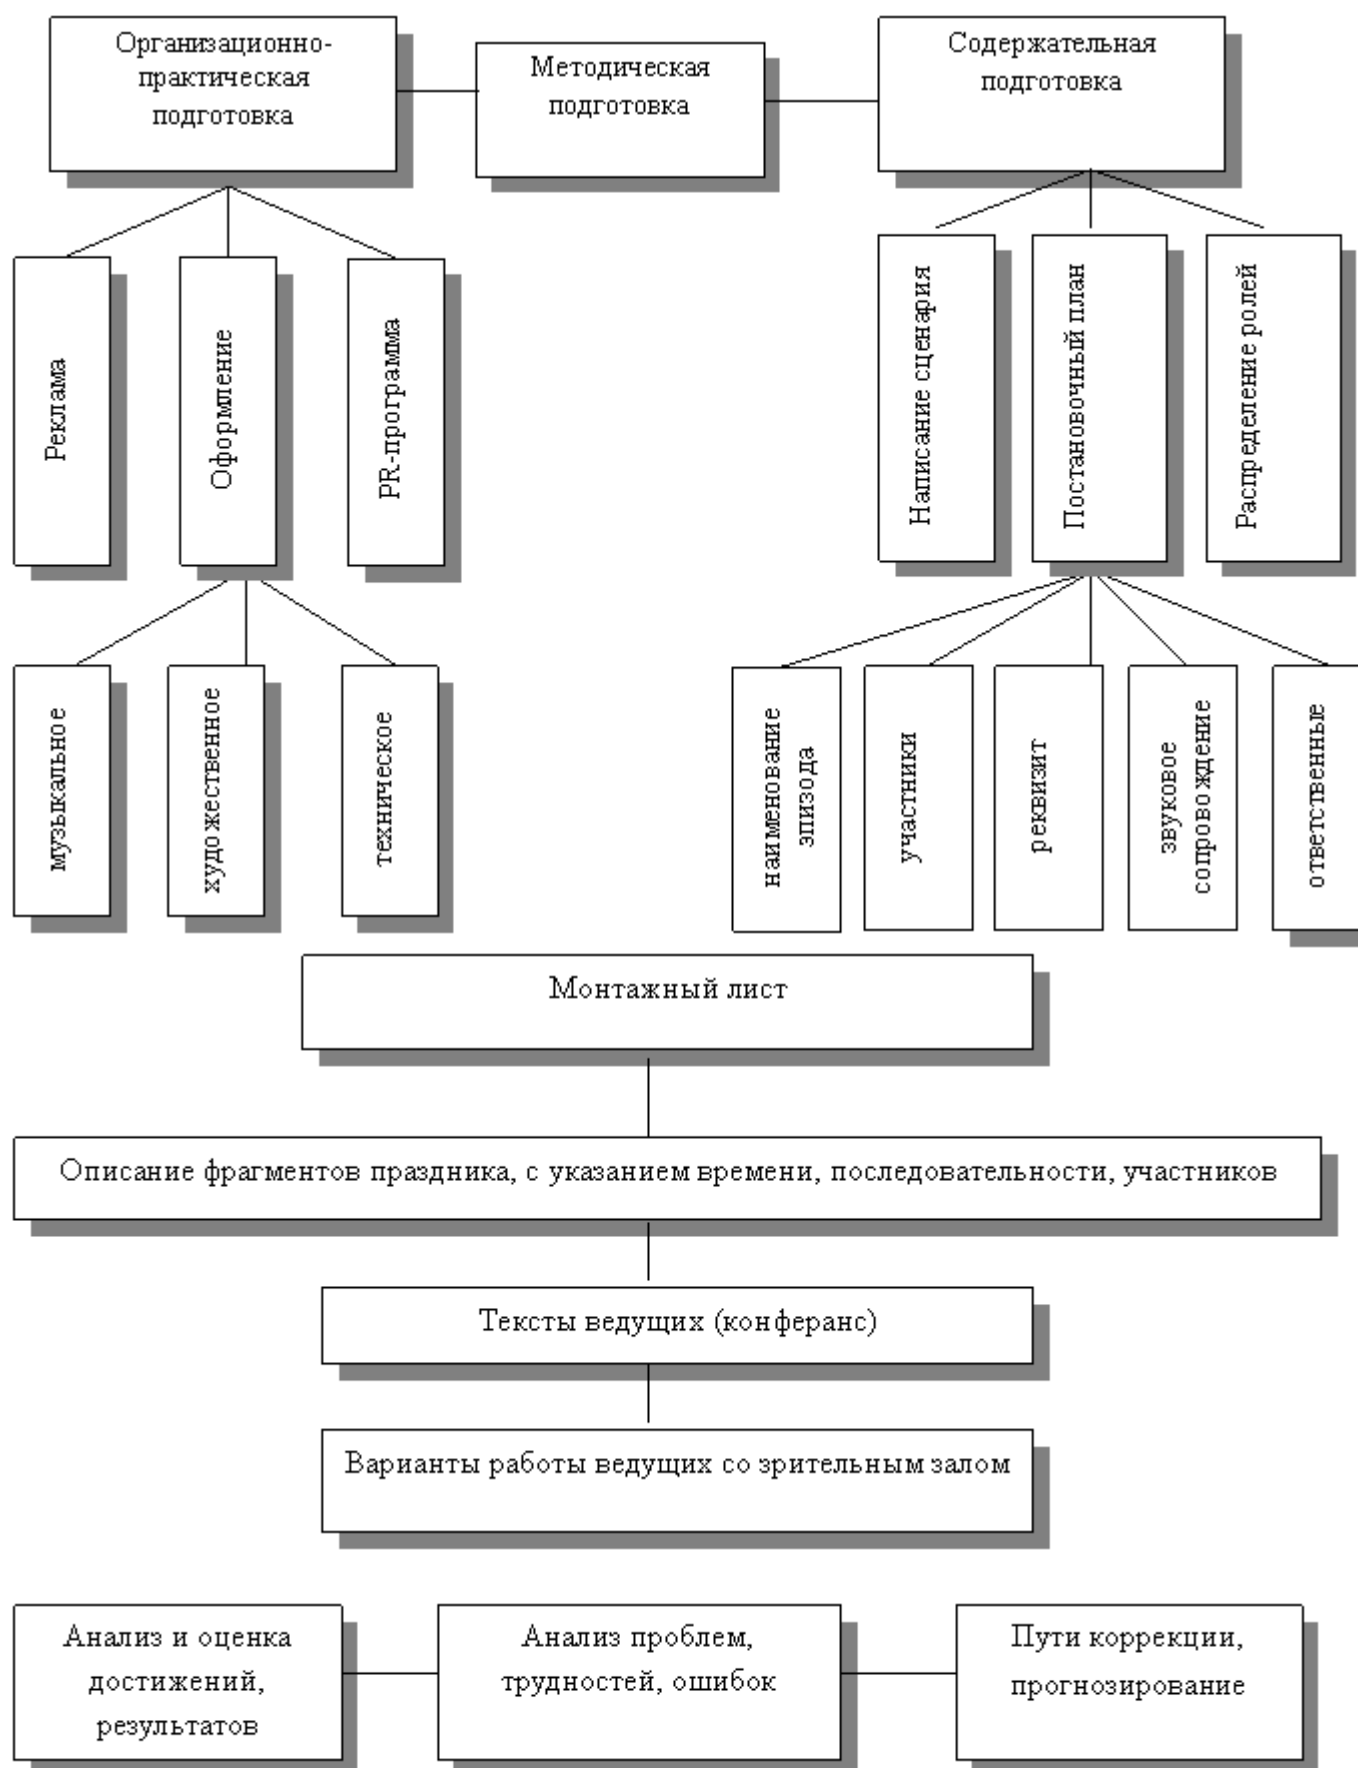 Организационно-
практическая
подготовка
Методическая
подготовка
Содержательная
подготовка
Реклама
Оформление
PR-программа
Написание сценария
Постановочный план
Распределение ролей
музыкальное
художественное
техническое
наименование
эпизода
участники
реквизит
звуковое
сопровождение
ответственные
Монтажный лист
Описание фрагментов праздника, с указанием времени, последовательности, участников
Тексты ведущих (конферанс)
Варианты работы ведущих со зрительным залом
Анализ и оценка
достижений,
результатов
Анализ проблем,
трудностей, ошибок
Пути коррекции,
прогнозирование